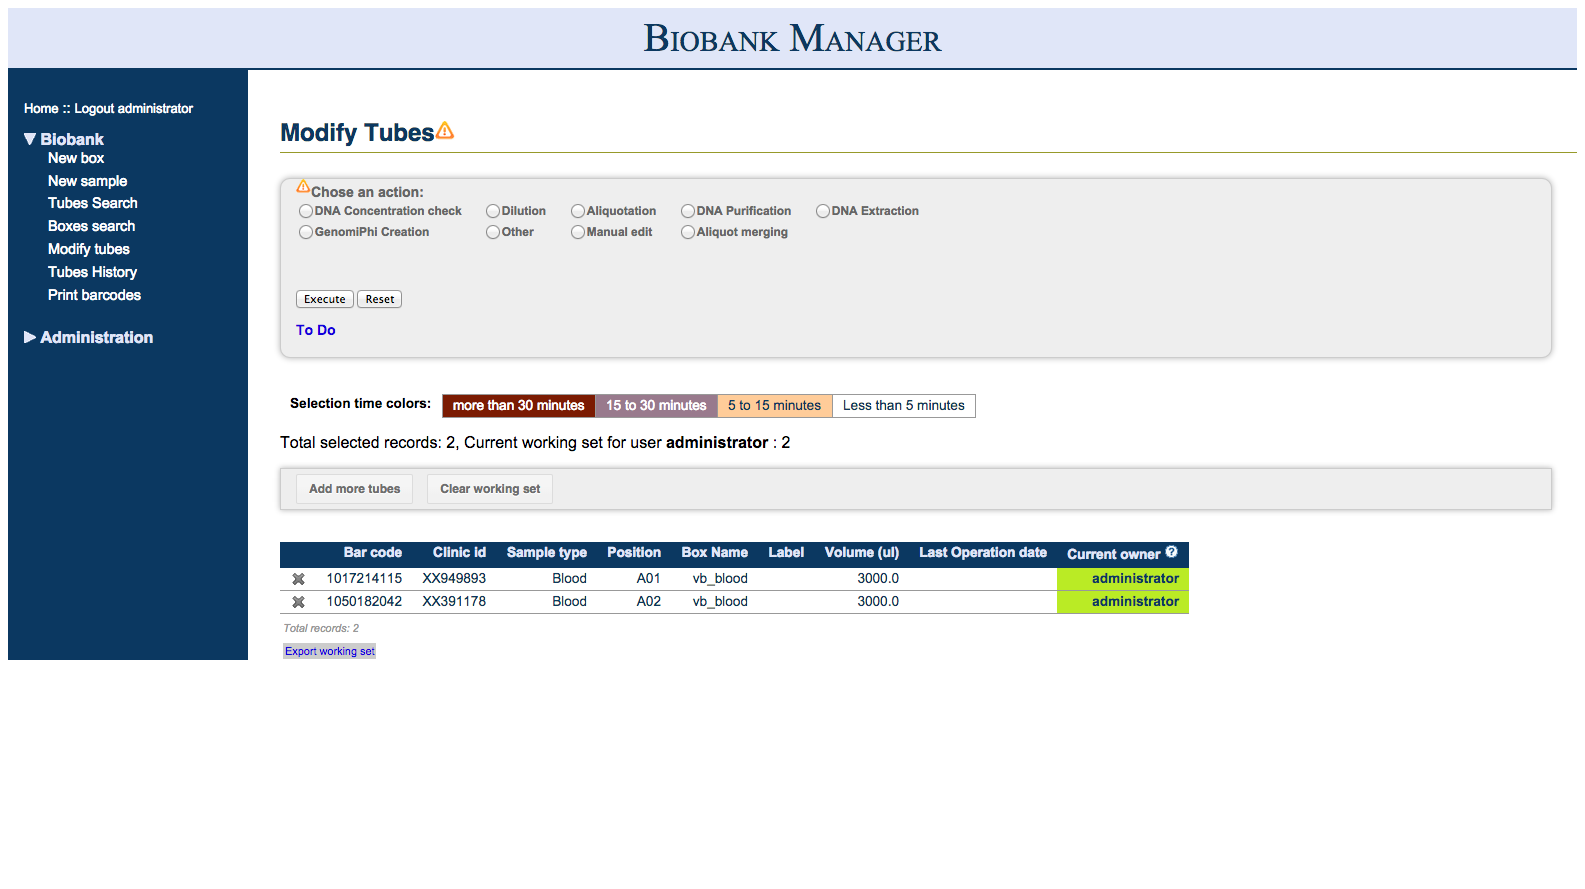 Biobank Manager
Home :: Logout administrator
Biobank
New box
New sample
Tubes Search
Boxes search
Modify tubes
Tubes History
Print barcodes
Administration
Modify Tubes
Chose an action:
DNA Concentration check Dilution Aliquotation DNA Purification DNA Extraction
GenomiPhi Creation Other Manual edit Aliquot merging
Execute Reset
To Do
Selection time colors: more than 30 minutes 15 to 30 minutes 5 to 15 minutes Less than 5 minutes
Total selected records: 2, Current working set for user administrator : 2
Add more tubes Clear working set
Bar code Clinic id Sample type Position Box Name Label Volume (ul) Last Operation date Current owner ?
1017214115 XX949893 Blood A01 vb_blood 3000.0 administrator
1050182042 XX391178 Blood A02 vb_blood 3000.0 administrator
Total records: 2
Export working set